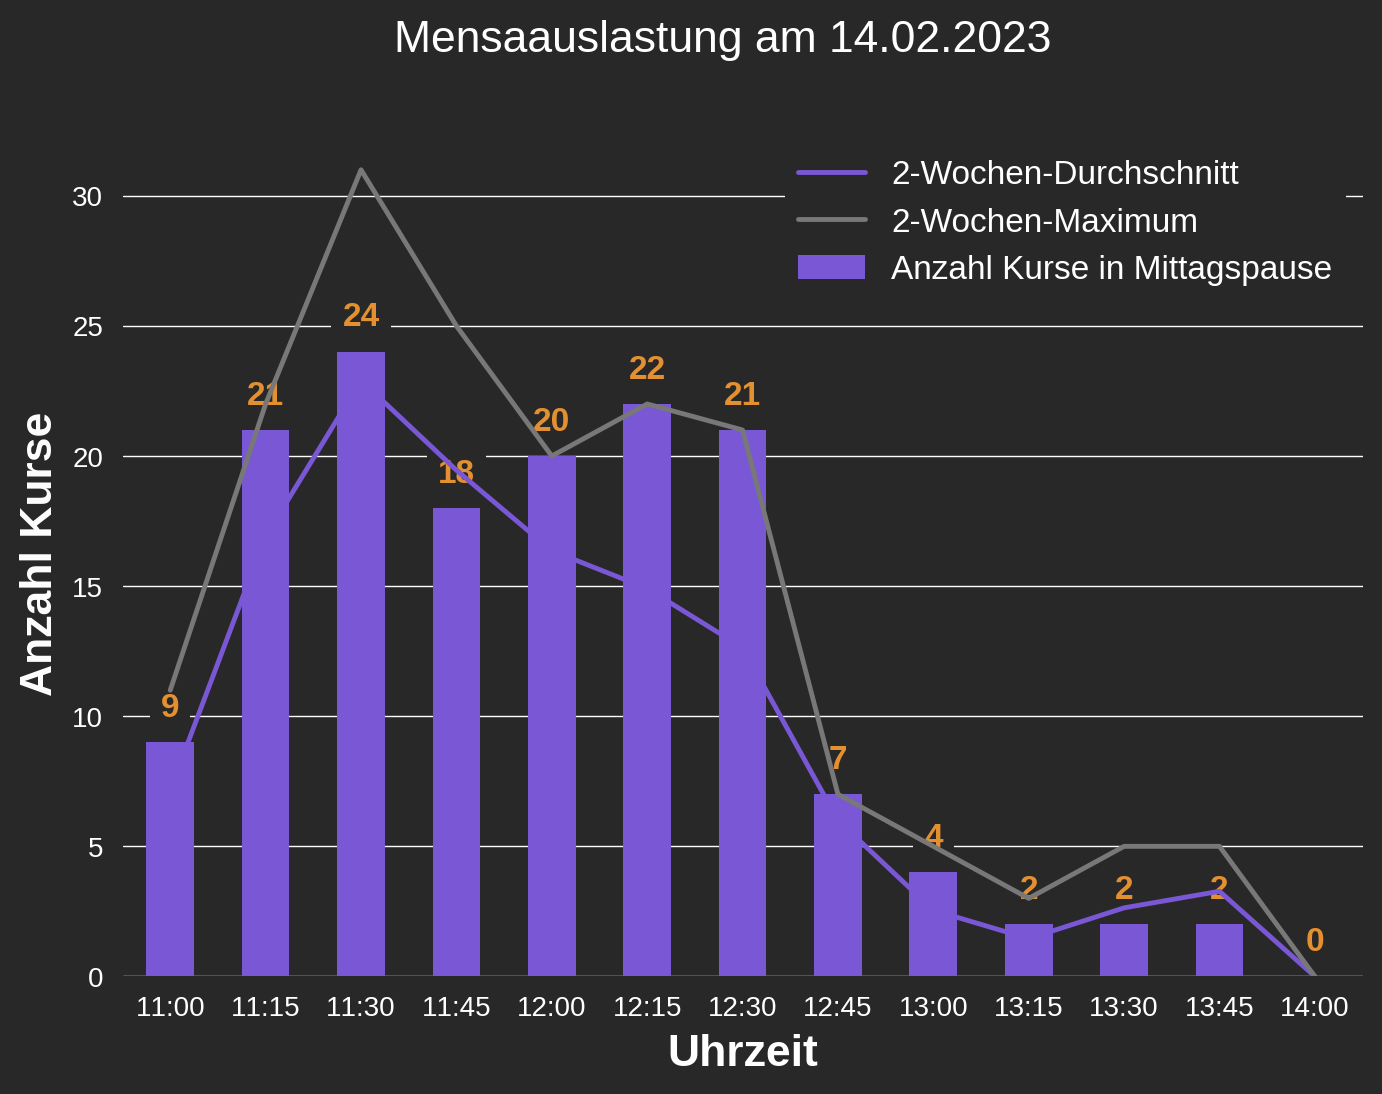 Mensaauslastung am 14.02.2023
2-Wochen-Durchschnitt
2-Wochen-Maximum
Anzahl Kurse in Mittagspause
Anzahl Kurse
30
25
20
15
10
5
0
9
21
24
18
20
22
21
7
4
2
2
2
0
11:00 11:15 11:30 11:45 12:00 12:15 12:30 12:45 13:00 13:15 13:30 13:45 14:00
Uhrzeit